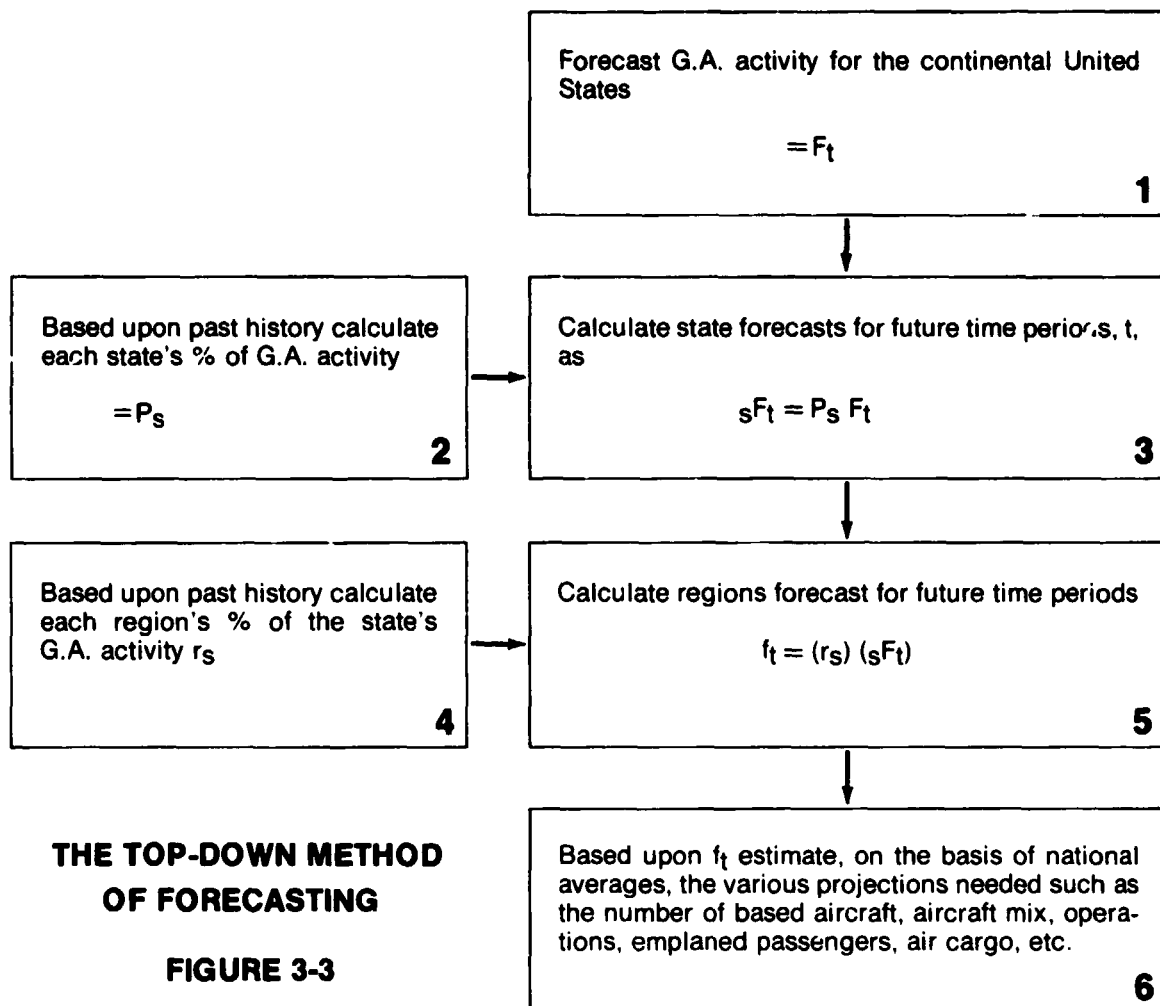 Forecast G.A. activity for the continental United
States
=Ft
1
Based upon past history calculate
each state's % of G.A. activity
=Ps
2
Calculate state forecasts for future time periods, t,
as
sFt = Ps Ft
3
Based upon past history calculate
each region's % of the state's
G.A. activity rs
4
Calculate regions forecast for future time periods
ft = (rs) (sFt)
5
Based upon ft estimate, on the basis of national
averages, the various projections needed such as
the number of based aircraft, aircraft mix, opera-
tions, emplaned passengers, air cargo, etc.
6
THE TOP-DOWN METHOD
OF FORECASTING
FIGURE 3-3